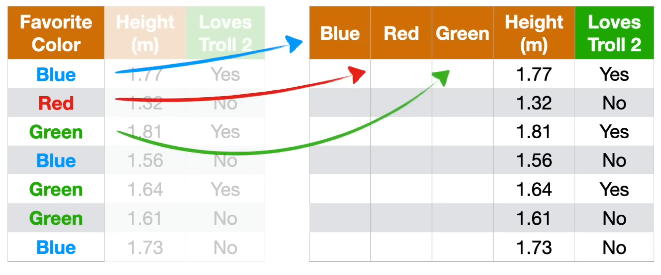 Favorite Color Height (m) Loves Troll 2
Blue 1.77 Yes
Red 1.32 No
Green 1.81 Yes
Blue 1.56 No
Green 1.64 Yes
Green 1.61 No
Blue 1.73 No
Blue Red Green Height (m) Loves Troll 2
1.77 Yes
1.32 No
1.81 Yes
1.56 No
1.64 Yes
1.61 No
1.73 No